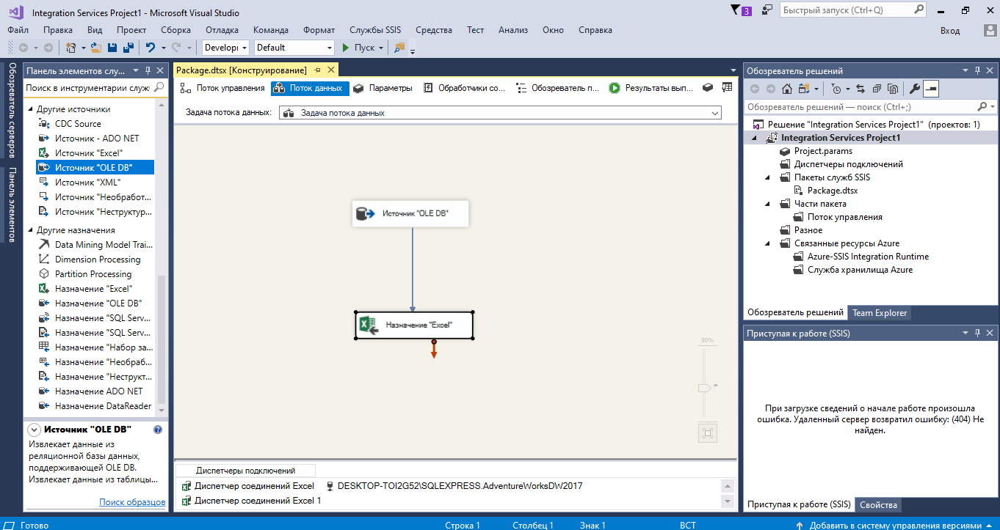 Integration Services Project1 - Microsoft Visual Studio
3
Быстрый запуск (Ctrl+Q)
Файл Правка Вид Проект Сборка Отладка Команда Формат Службы SSIS Средства Тест Анализ Окно Справка
Вход
Developı Default Пуск
Обозреватель серверов
Панель элементов
Панель элементов слу...
Поиск в инструментарии служ
Другие источники
CDC Source
Источник - ADO NET
Источник "Excel"
Источник "OLE DB"
Источник "XML"
Источник "Необработ...
Источник "Неструктур...
Другие назначения
Data Mining Model Trai...
Dimension Processing
Partition Processing
Назначение "Excel"
Назначение "OLE DB"
Назначение "SQL Serv...
Назначение "SQL Serv...
Назначение "Набор за...
Назначение "Необраб...
Назначение "Неструкт...
Назначение ADO NET
Назначение DataReader
Источник "OLE DB"
Извлекает данные из
реляционной базы данных,
поддерживающей OLE DB.
Извлекает данные из таблицы...
Поиск образцов
Package.dtsx [Конструирование]
Поток управления Поток данных Параметры Обработчики со... Обозреватель п... Результаты вып...
Задача потока данных: Задача потока данных
Источник "OLE DB"
Назначение "Excel"
90%
Диспетчеры подключений
Диспетчер соединений Excel DESKTOP-TOI2G52\SQLEXPRESS.AdventureWorksDW2017
Диспетчер соединений Excel 1
Обозреватель решений
Обозреватель решений — поиск (Ctrl+;)
Решение "Integration Services Project1" (проектов: 1)
Integration Services Project1
Project.params
Диспетчеры подключений
Пакеты служб SSIS
Package.dtsx
Части пакета
Поток управления
Разное
Связанные ресурсы Azure
Azure-SSIS Integration Runtime
Служба хранилища Azure
Обозреватель решений Team Explorer
Приступая к работе (SSIS)
При загрузке сведений о начале работе произошла
ошибка. Удаленный сервер возвратил ошибку: (404) Не
найден.
Приступая к работе (SSIS) Свойства
Готово Строка 1 Столбец 1 Знак 1 ВСТ Добавить в систему управления версиями